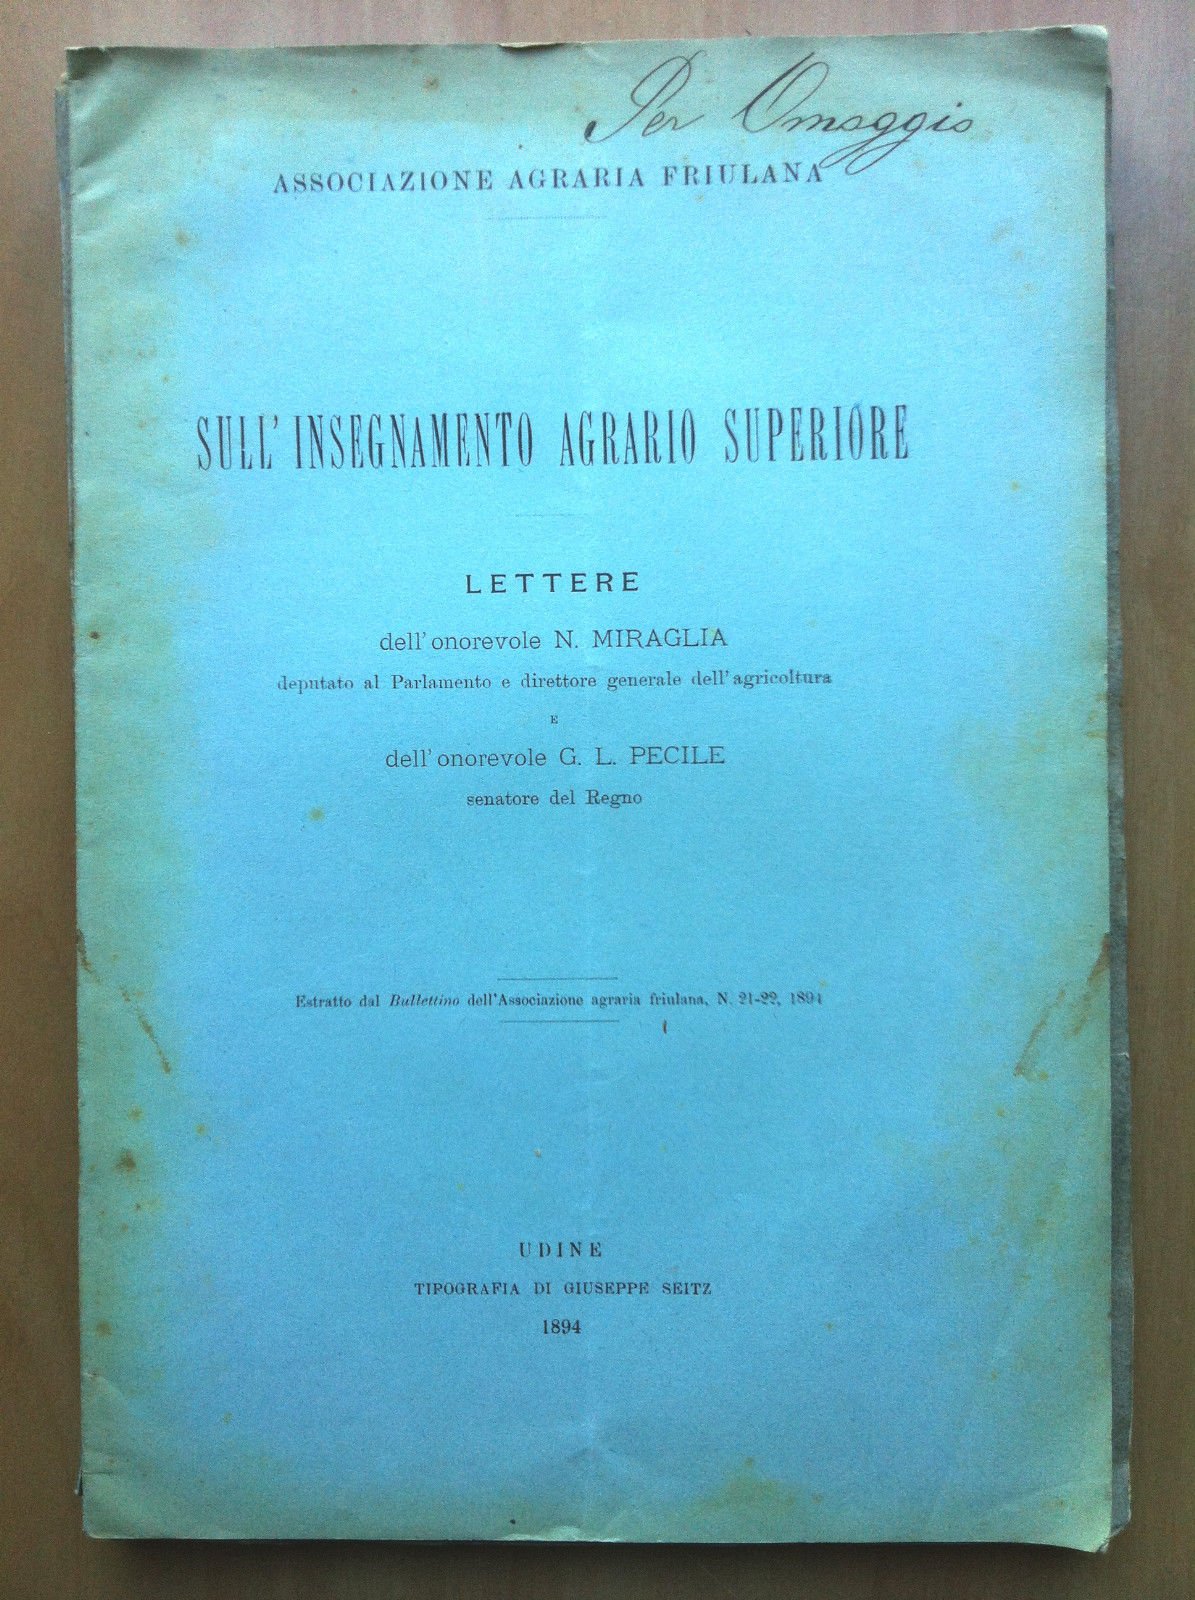 Per Omaggio
ASSOCIAZIONE AGRARIA FRIULANA
SULL' INSEGNAMENTO AGRARIO SUPERIORE
LETTERE
dell' onorevole N. MIRAGLIA
deputato al Parlamento e direttore generale dell' agricoltura
E
dell' onorevole G. L. PECILE
senatore del Regno
Estratto dal Bullettino dell'Associazione agraria friulana, N. 21-22, 1894
UDINE
TIPOGRAFIA DI GIUSEPPE SEITZ
1894